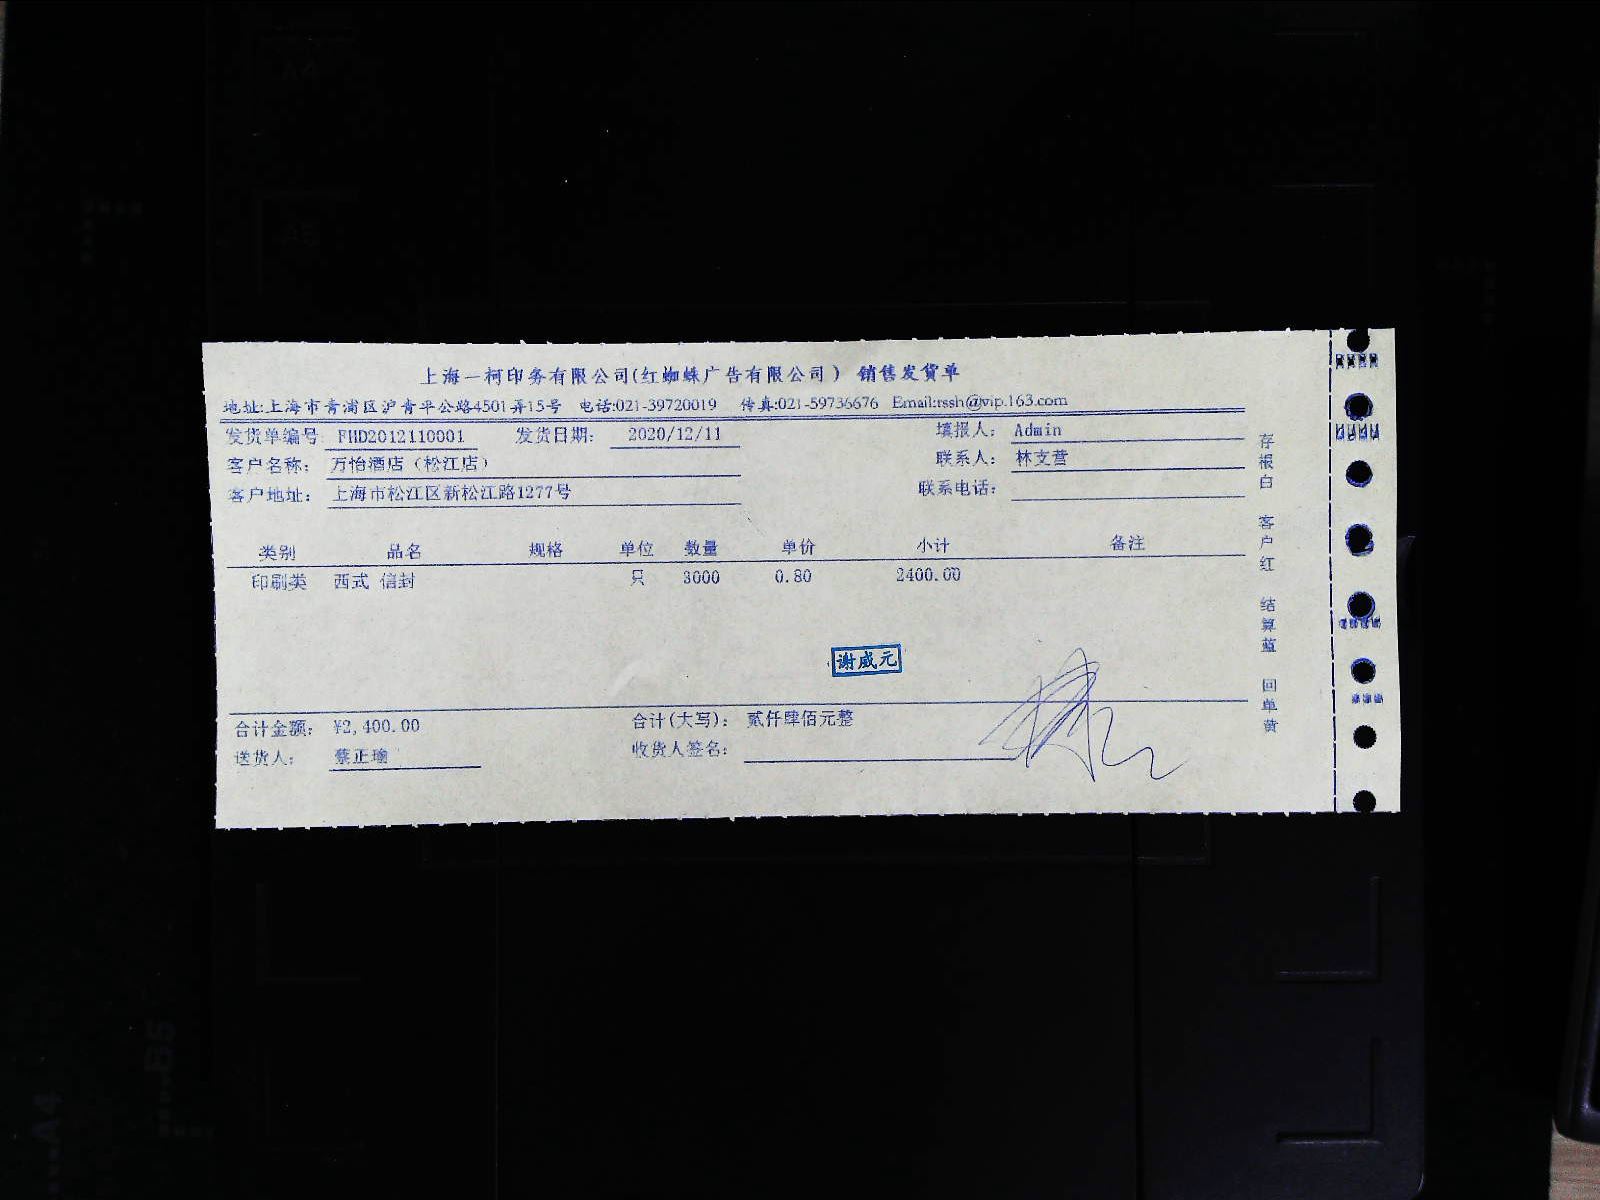 上海一柯印务有限公司(红蜘蛛广告有限公司) 销售发货单
地址:上海市青浦区沪青平公路4501弄15号 电话:021-39720019 传真:021-59736676 Email:rssh@vip.163.com
发货单编号: FHD2012110001 发货日期: 2020/12/11 填报人: Admin
客户名称: 万怡酒店（松江店） 联系人: 林支营
客户地址: 上海市松江区新松江路1277号 联系电话:
类别 品名 规格 单位 数量 单价 小计 备注
印刷类 西式 信封 只 3000 0.80 2400.00
谢威元
合计金额: ¥2,400.00 合计(大写): 贰仟肆佰元整
送货人: 蔡正瑜 收货人签名:
存根白 客户红 结算蓝 回单黄